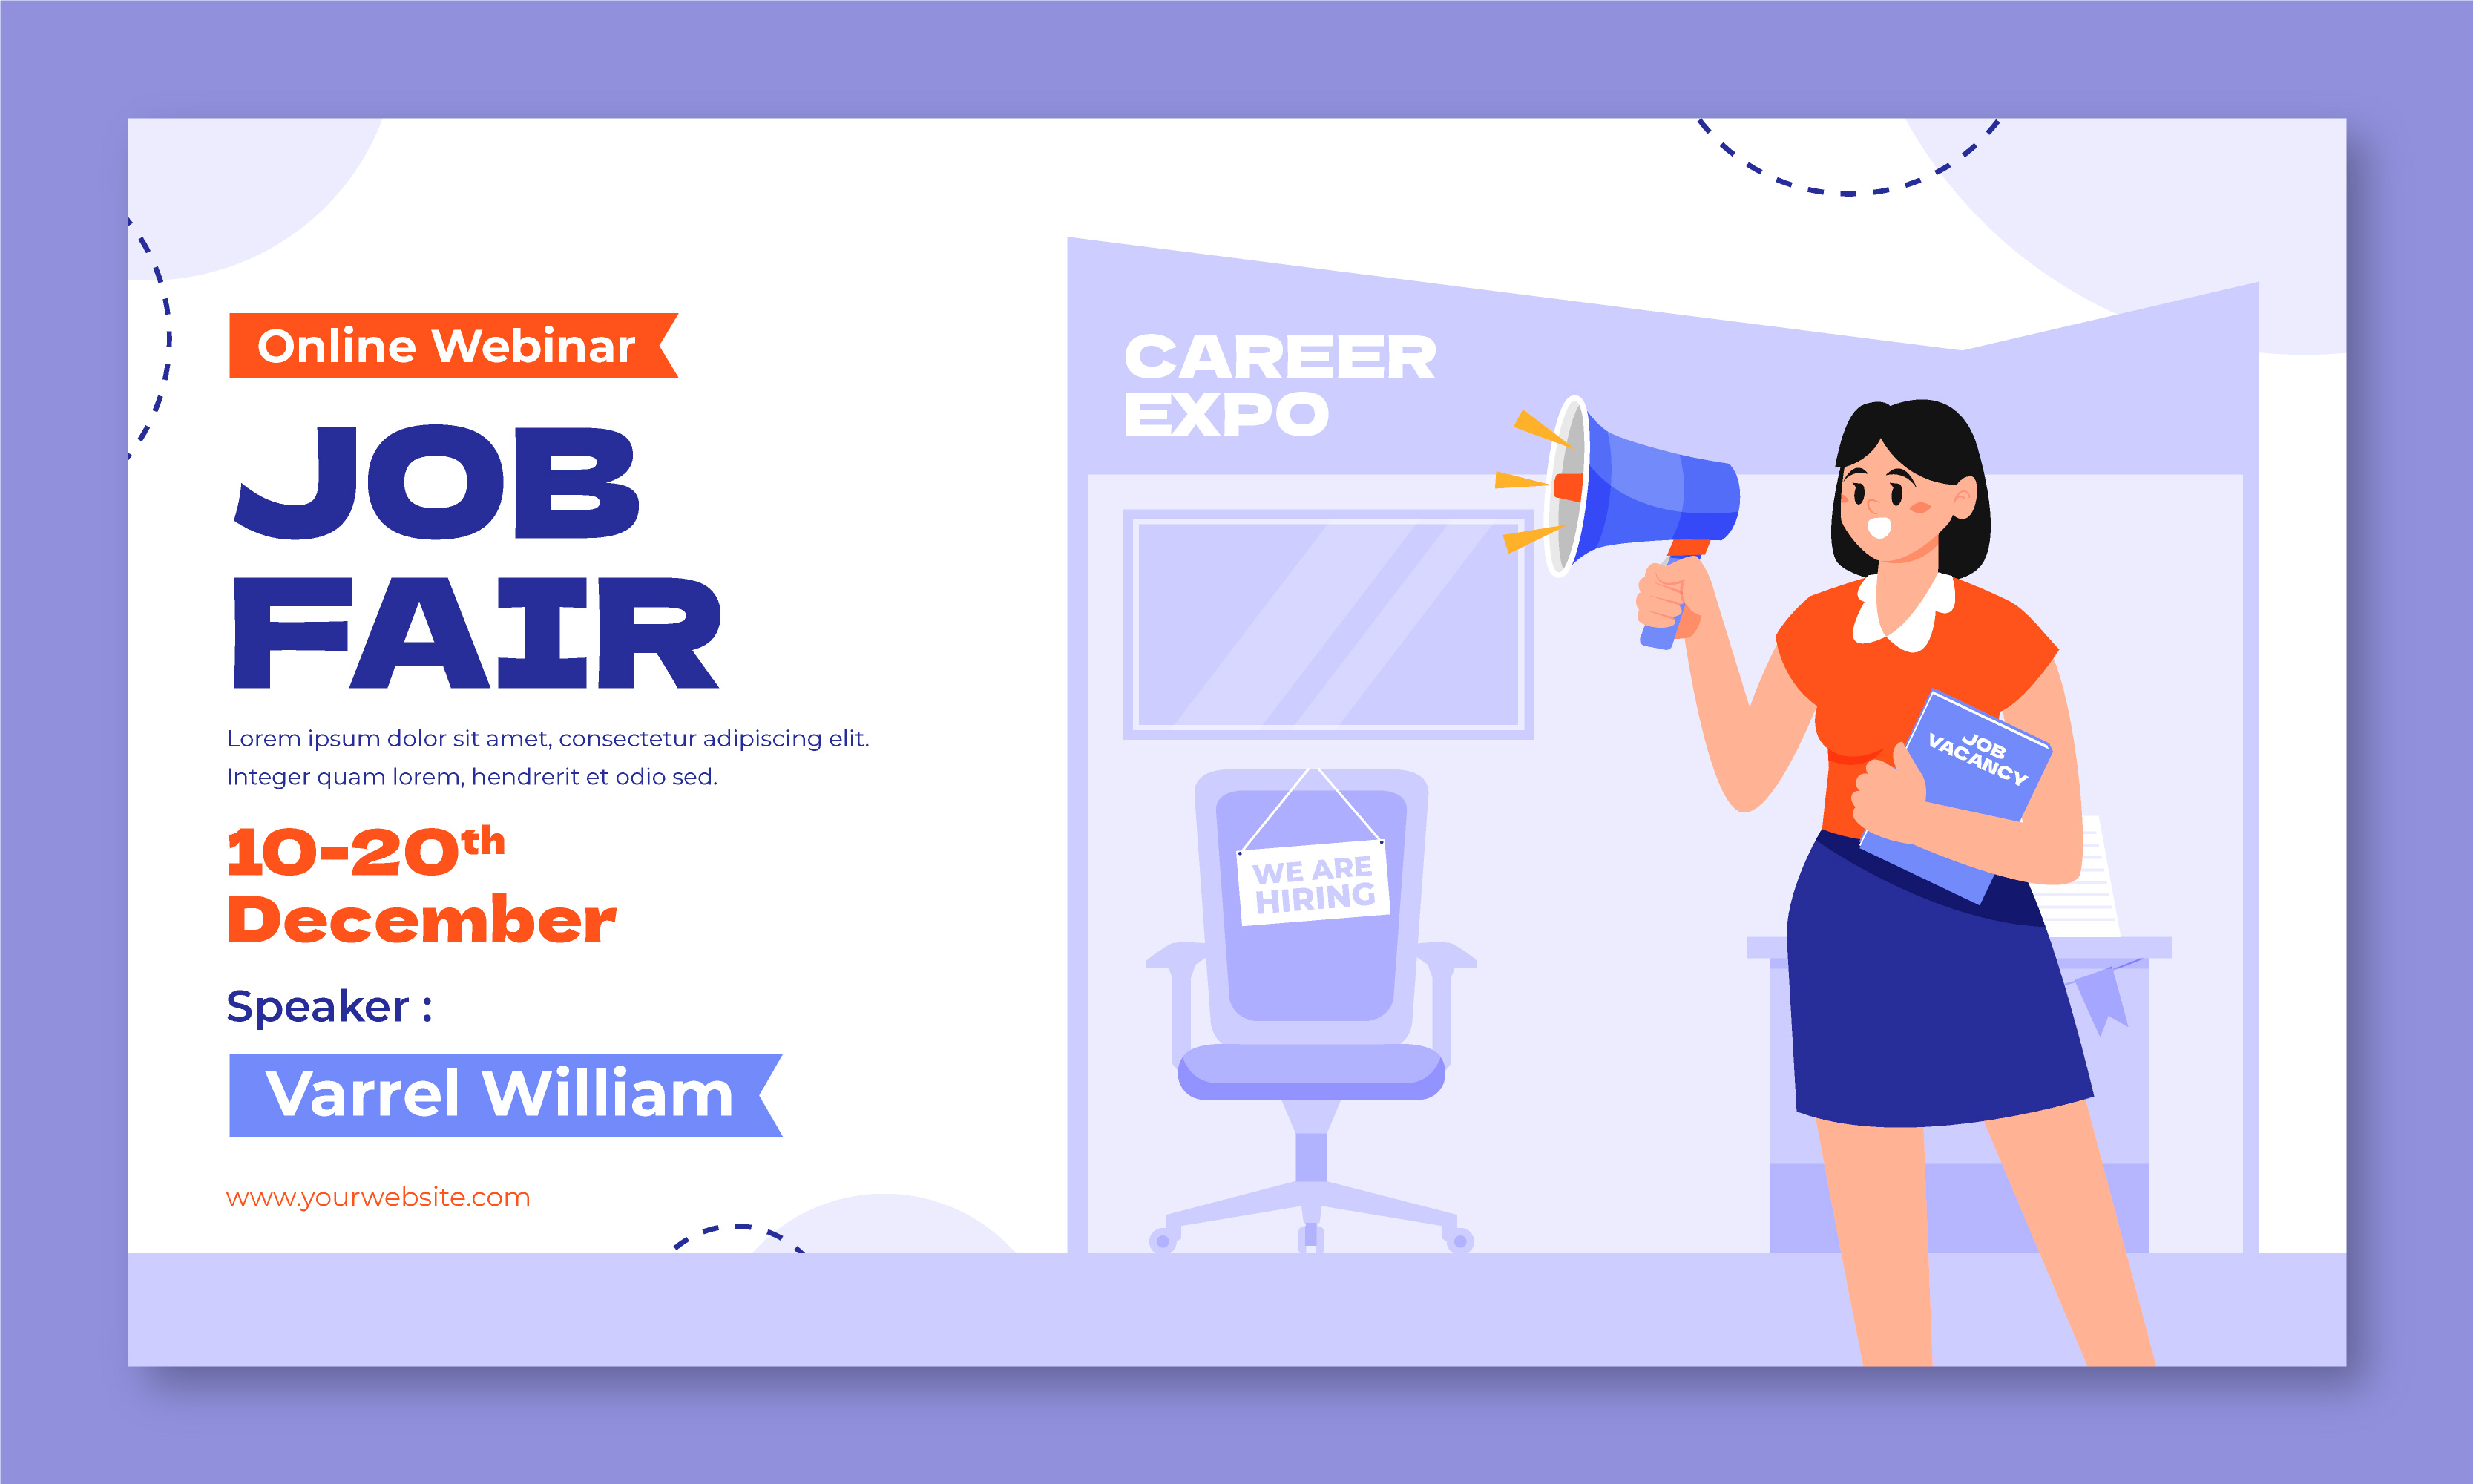 Online Webinar
JOB
FAIR
Lorem ipsum dolor sit amet, consectetur adipiscing elit.
Integer quam lorem, hendrerit et odio sed.
10-20th
December
Speaker :
Varrel William
www.yourwebsite.com
CAREER
EXPO
WE ARE
HIRING
JOB
VACANCY